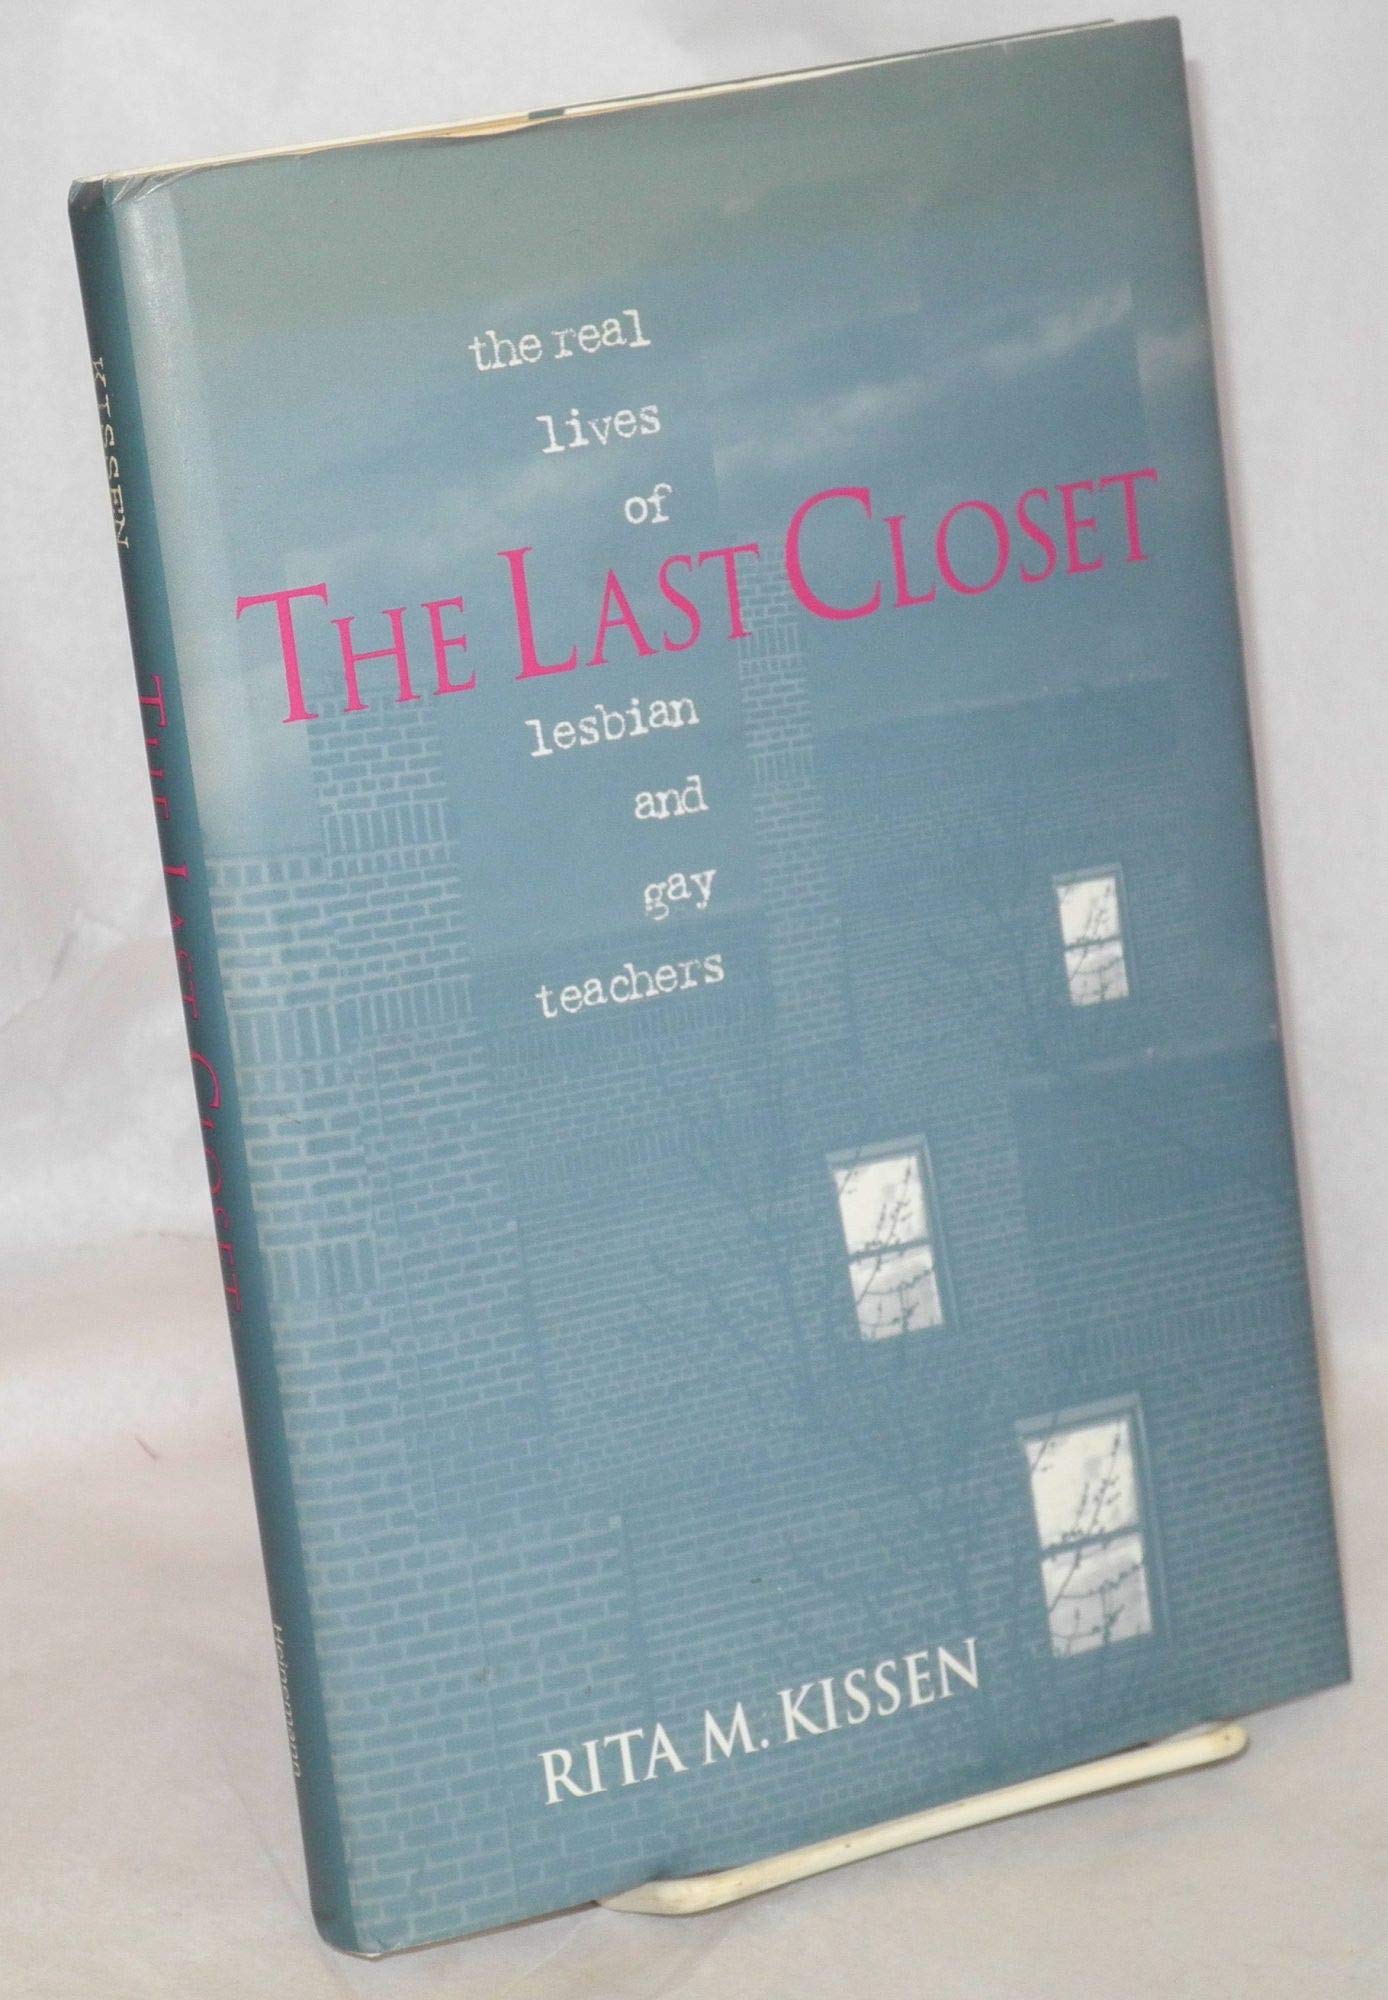 the real
lives
of
THE LAST CLOSET
lesbian
and
gay
teachers
RITA M. KISSEN
KISSEN
THE LAST CLOSET
Heinemann